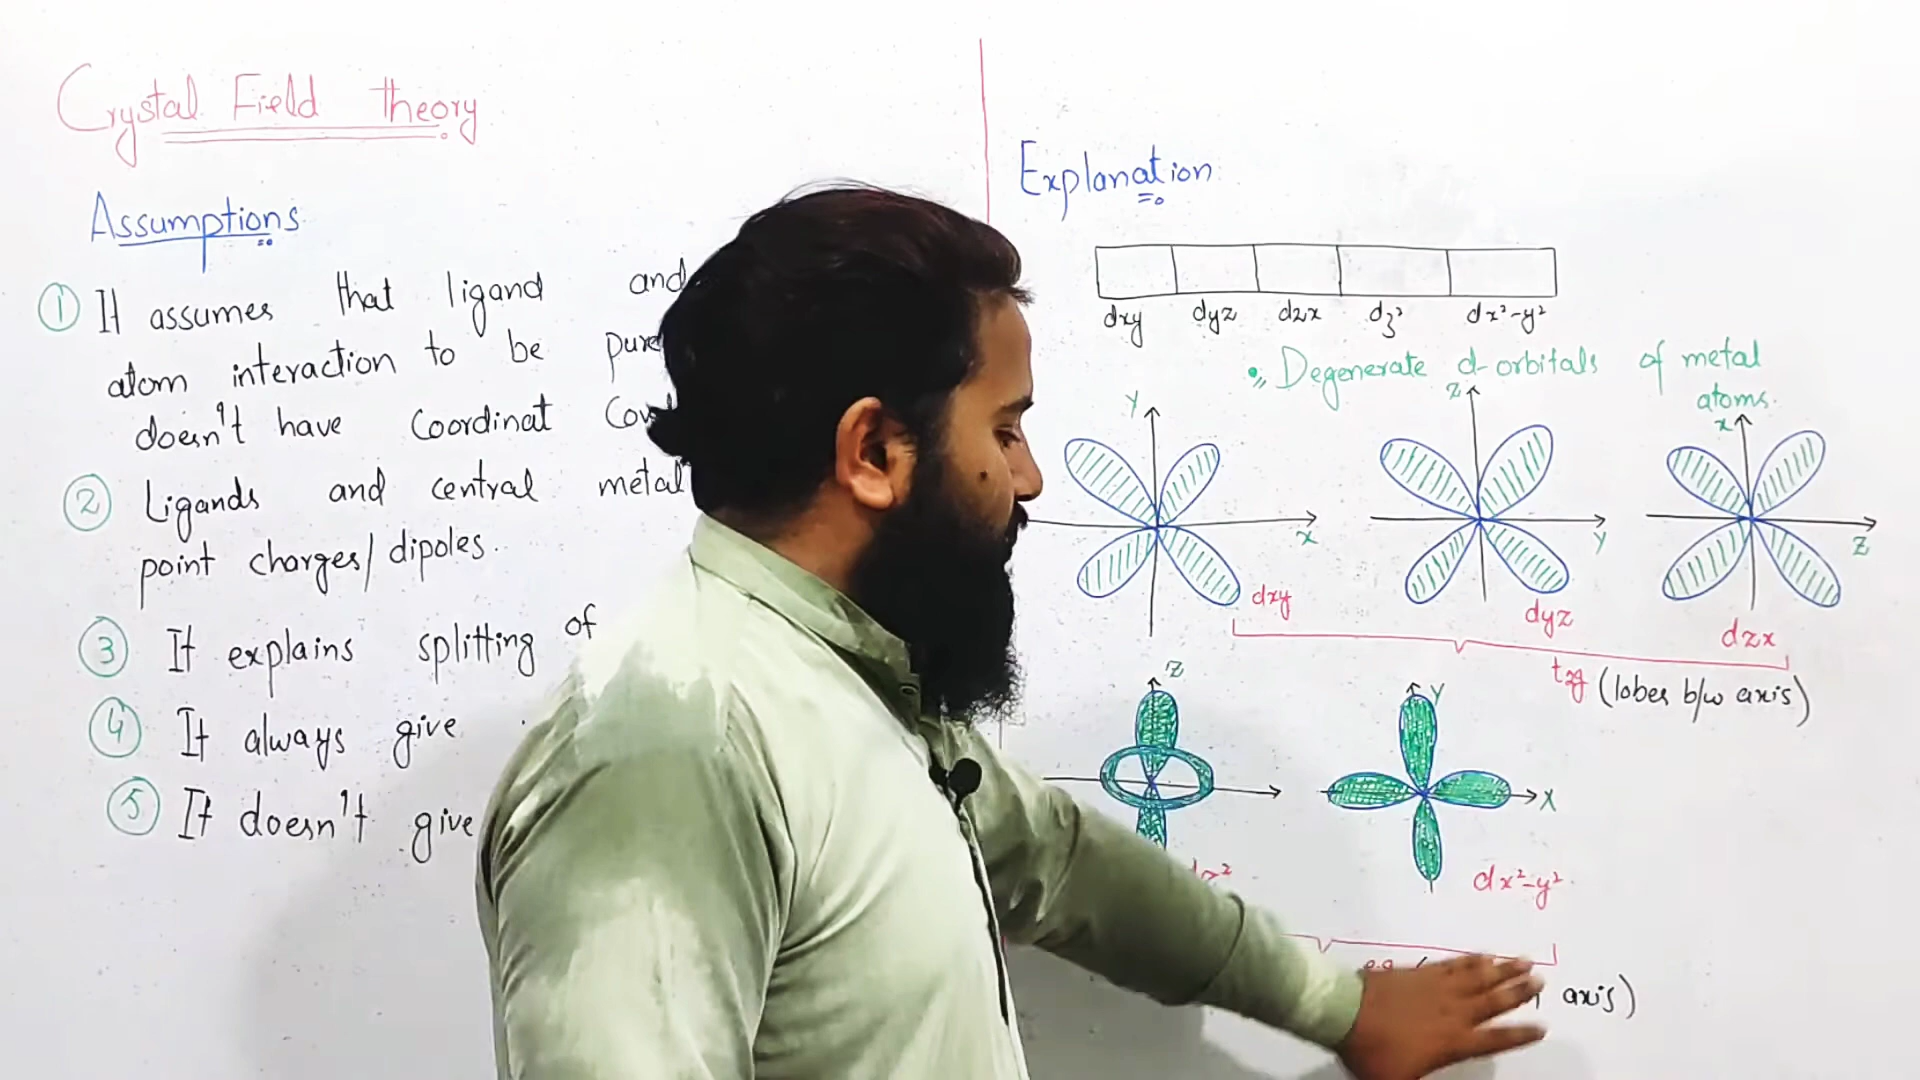 Crystal Field theory
Assumptions
① It assumes that ligand and
atom interaction to be pure
doesn't have Coordinat Cov
② Ligands and central metal
point charges/dipoles.
③ It explains splitting of
④ It always give
⑤ It doesn't give
Explanation
dxy dyz dzx dz² dx²-y²
Degenerate d-orbitals of metal
atoms.
Y
X
dxy
Z
Y
dyz
x
Z
dzx
t2g (lobes b/w axis)
Z
Y
X
dx²-y²
axis)